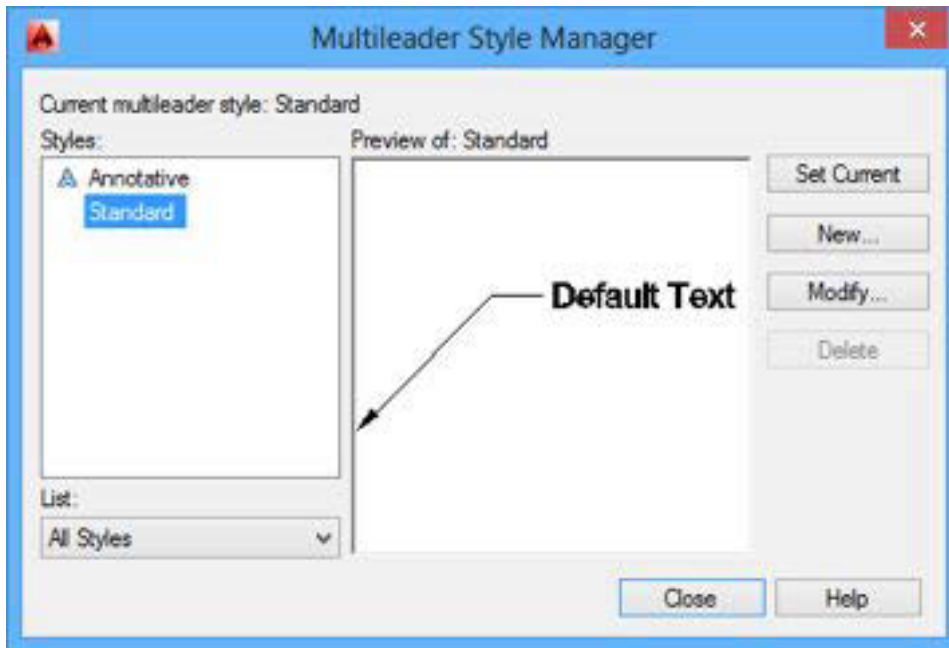 Multileader Style Manager
Current multileader style: Standard
Styles:
Preview of: Standard
Annotative
Standard
Default Text
Set Current
New...
Modify...
Delete
List:
All Styles
Close
Help